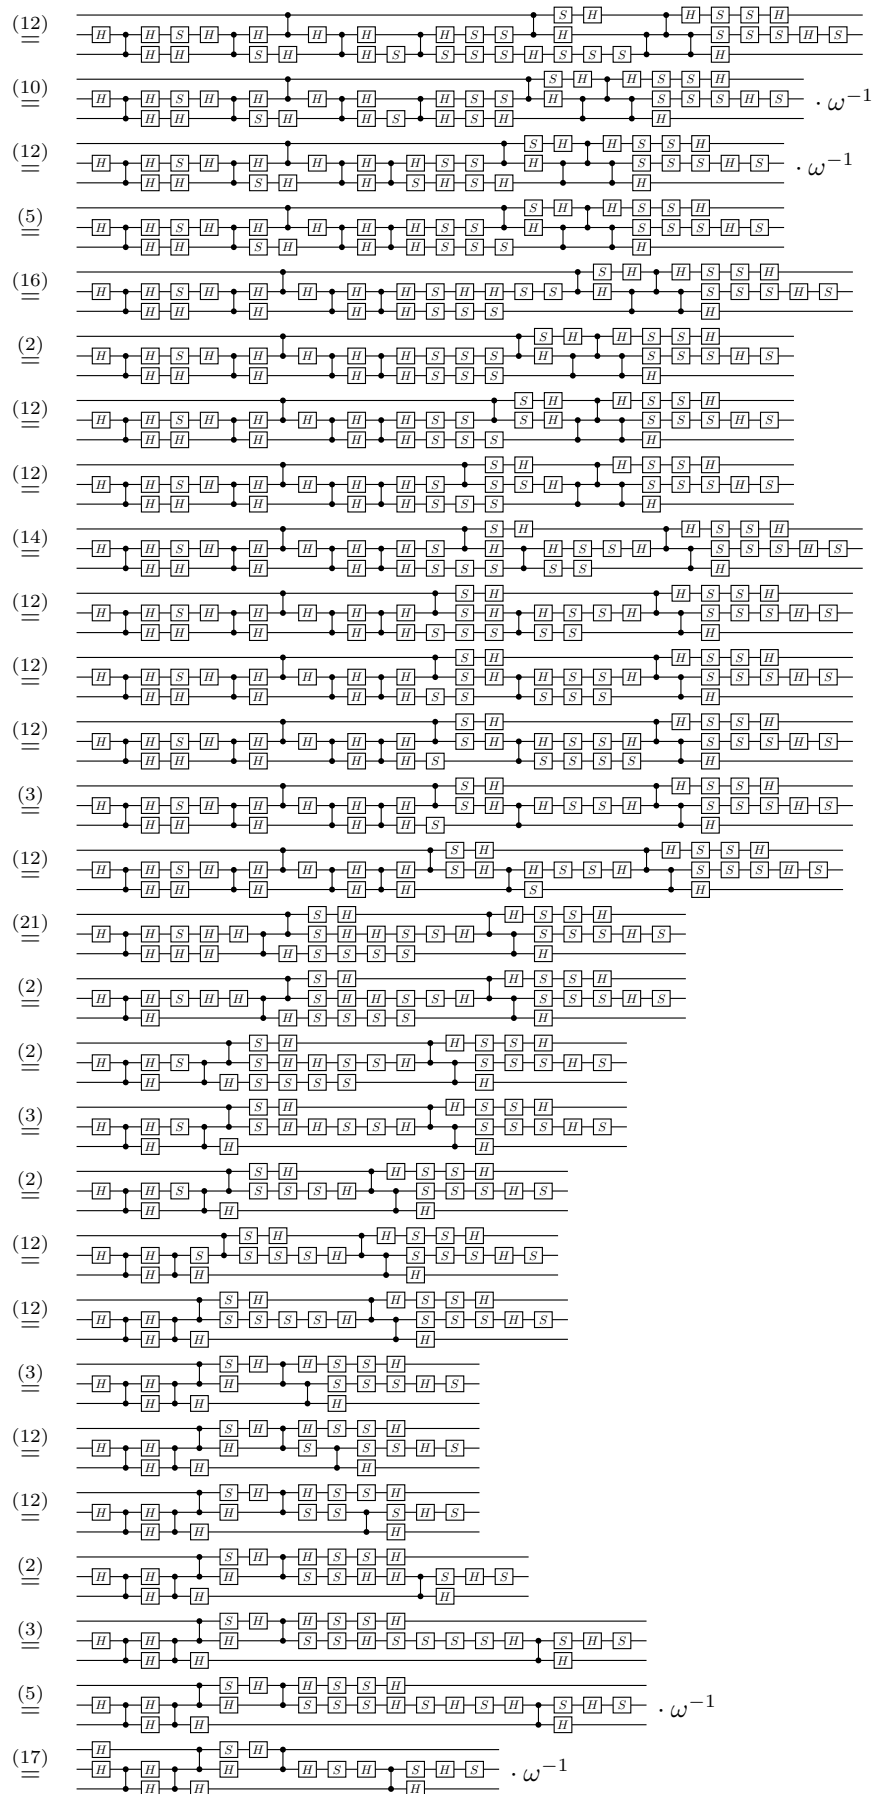 (12) =
S H H S S H
H H S H H H H H S S H S S S H S
H H S H H S S S S H S S S H
(10) =
S H H S S H
H H S H H H H H S S H S S S H S · ω⁻¹
H H S H H S H S H H
(12) =
S H H S S H
H H S H H H H H S S H S S S H S · ω⁻¹
H H S H H S H S H H
(5) =
S H H S S H
H H S H H H H H S S H S S S H S
H H S H H H S S S H
(16) =
S H H S S H
H H S H H H H H S H H S S H S S S H S
H H H H H S S S H
(2) =
S H H S S H
H H S H H H H H S S S H S S S H S
H H H H H S S S H
(12) =
S H H S S H
H H S H H H H H S S S H S S S H S
H H H H H S S S H
(12) =
S H H S S H
H H S H H H H H S S S H S S S H S
H H H H H S S S H
(14) =
S H H S S H
H H S H H H H H S H H S S H S S S H S
H H H H H S S S S S H
(12) =
S H H S S H
H H S H H H H H S H H S S H S S S H S
H H H H H S S S S S H
(12) =
S H H S S H
H H S H H H H H S H H S S H S S S H S
H H H H H S S S S S H
(12) =
S H H S S H
H H S H H H H H S H H S S H S S S H S
H H H H H S S S S S H
(3) =
S H H S S H
H H S H H H H H S H H S S H S S S H S
H H H H H S H
(12) =
S H H S S H
H H S H H H H H S H H S S H S S S H S
H H H H H S H
(21) =
S H H S S H
H H S H H S H H S S H S S S H S
H H H H S S S S H
(2) =
S H H S S H
H H S H H S H H S S H S S S H S
H H S S S S H
(2) =
S H H S S H
H H S S H H S S H S S S H S
H H S S S S H
(3) =
S H H S S H
H H S S H H S S H S S S H S
H H H
(2) =
S H H S S H
H H S S S S H S S S H S
H H H
(12) =
S H H S S H
H H S S S S H S S S H S
H H H
(12) =
S H H S S H
H H S S S S H S S S H S
H H H
(3) =
S H H S S H
H H H S S S H S
H H H
(12) =
S H H S S H
H H H S S S H S
H H H
(12) =
S H H S S H
H H H S S S H S
H H H
(2) =
S H H S S H
H H H S S H H S H S
H H H
(3) =
S H H S S H
H H H S S H S S S S H S H S
H H H
(5) =
S H H S S H
H H H S S S H S H S H S H S · ω⁻¹
H H H
(17) =
H S H
H H H H S H S H S · ω⁻¹
H H H